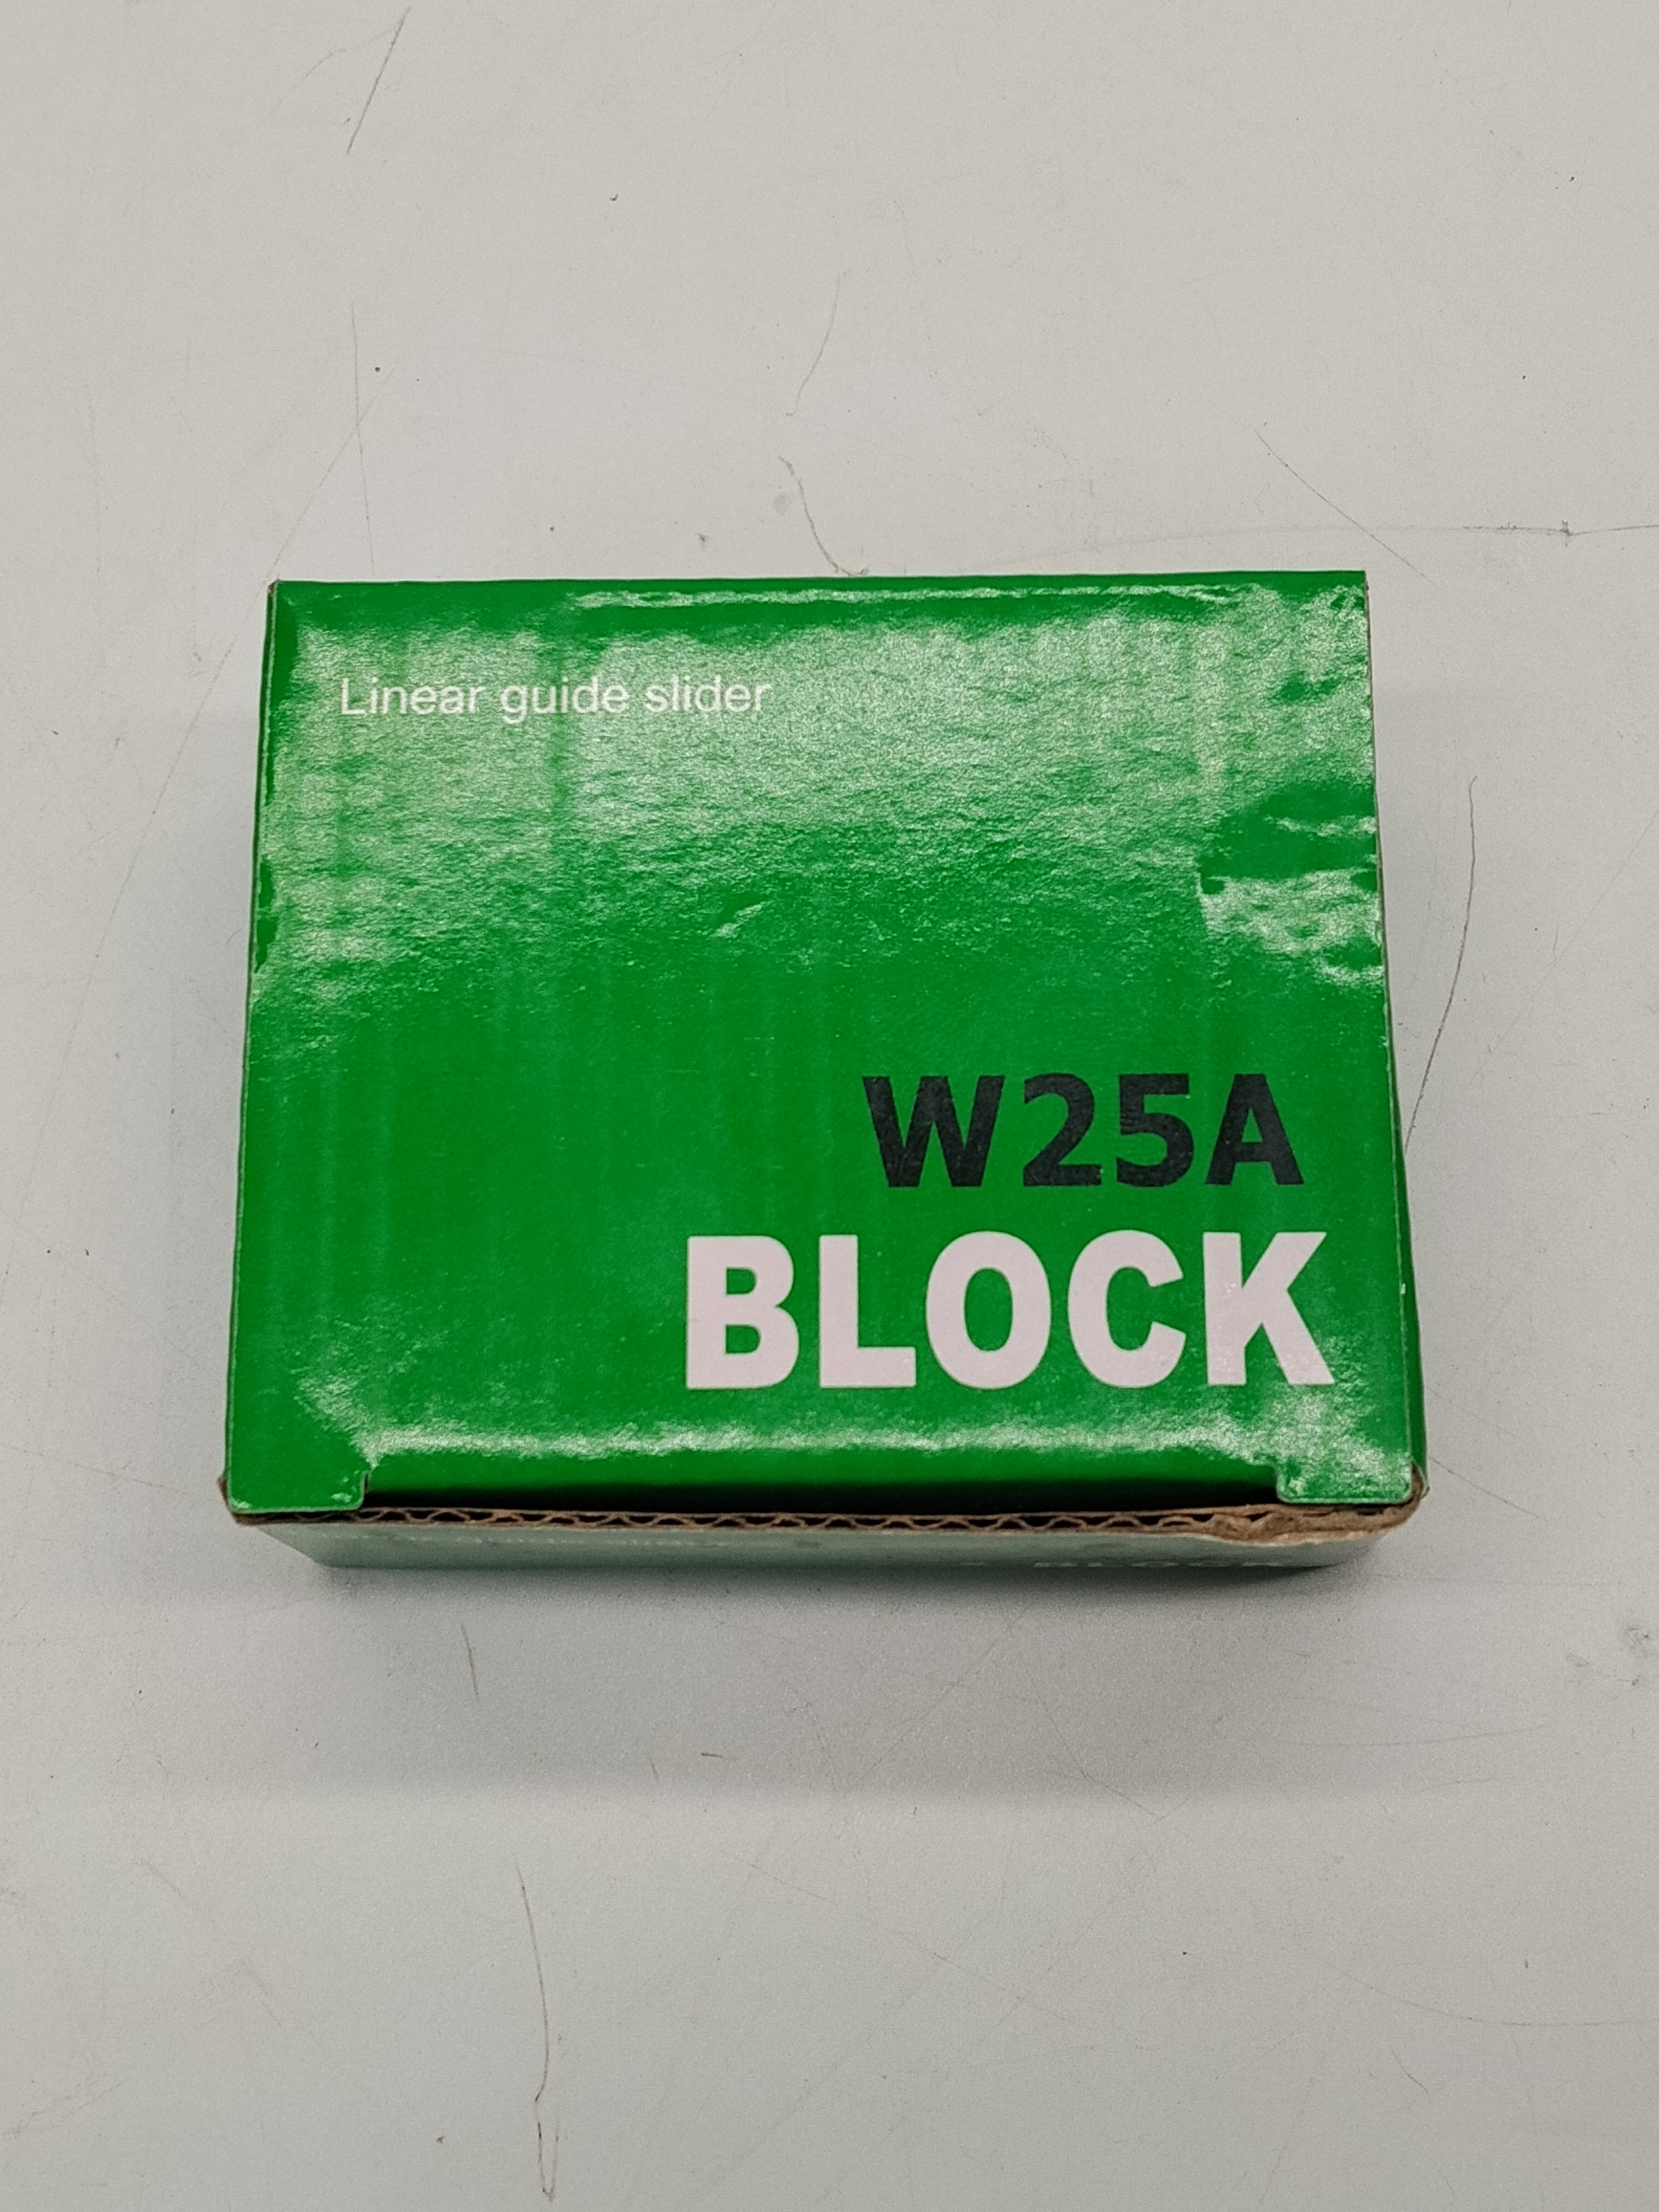 Linear guide slider
W25A
BLOCK